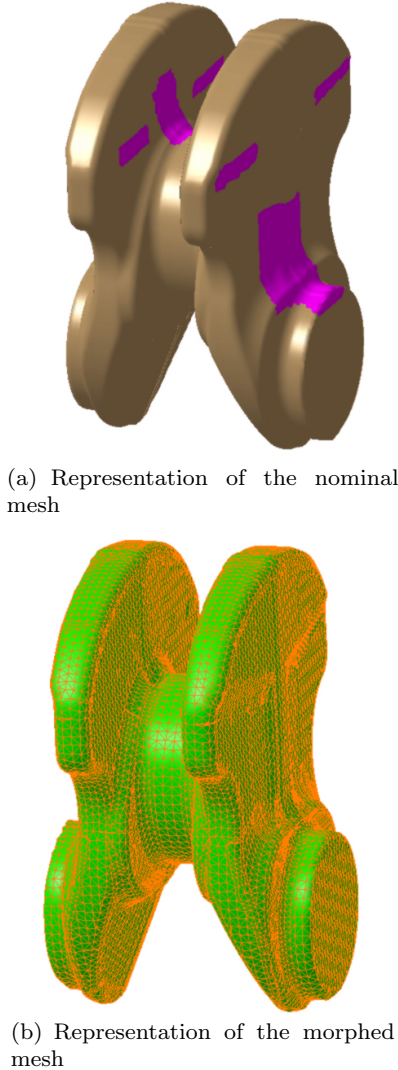 (a) Representation of the nominal
mesh
(b) Representation of the morphed
mesh